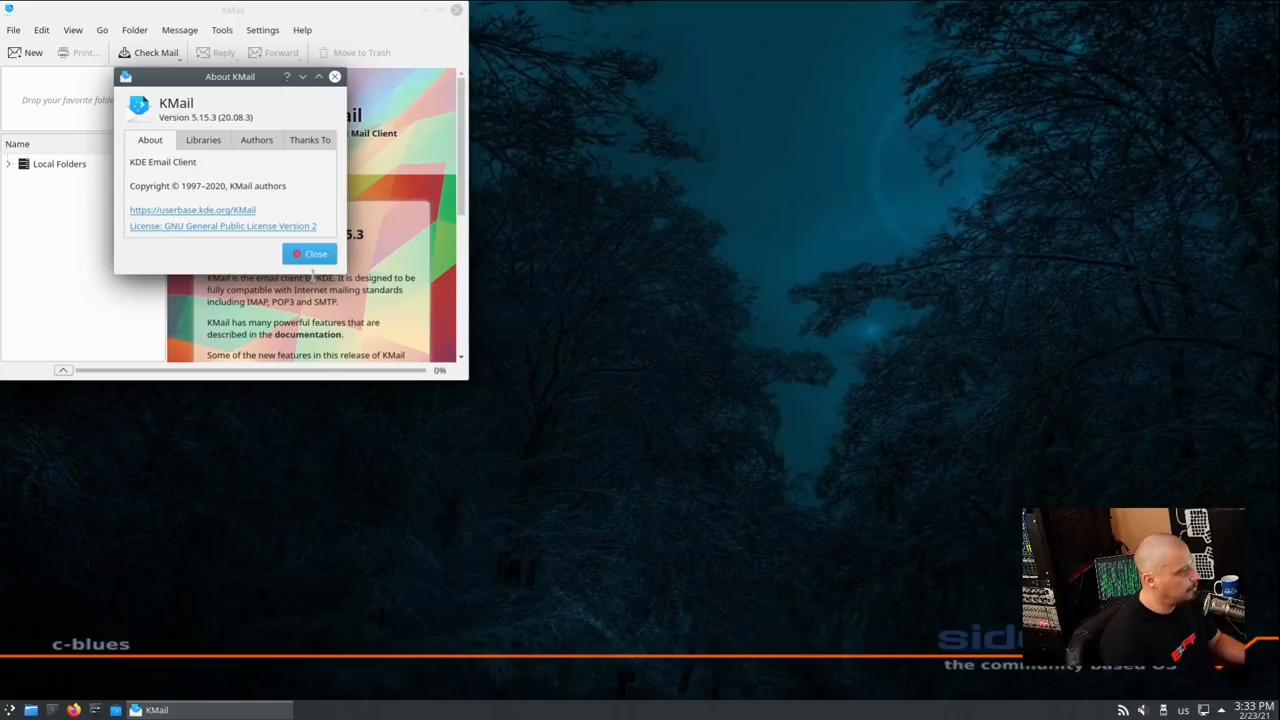 KMail
File Edit View Go Folder Message Tools Settings Help
New Print... Check Mail Reply Forward Move to Trash
Drop your favorite folde
Name
Local Folders
About KMail
KMail
Version 5.15.3 (20.08.3)
About Libraries Authors Thanks To
KDE Email Client
Copyright © 1997–2020, KMail authors
https://userbase.kde.org/KMail
License: GNU General Public License Version 2
Close
ail
Mail Client
5.3
KMail is the email client by KDE. It is designed to be
fully compatible with Internet mailing standards
including IMAP, POP3 and SMTP.
KMail has many powerful features that are
described in the documentation.
Some of the new features in this release of KMail
0%
c-blues
sid
the community based OS
KMail
us
3:33 PM
2/23/21